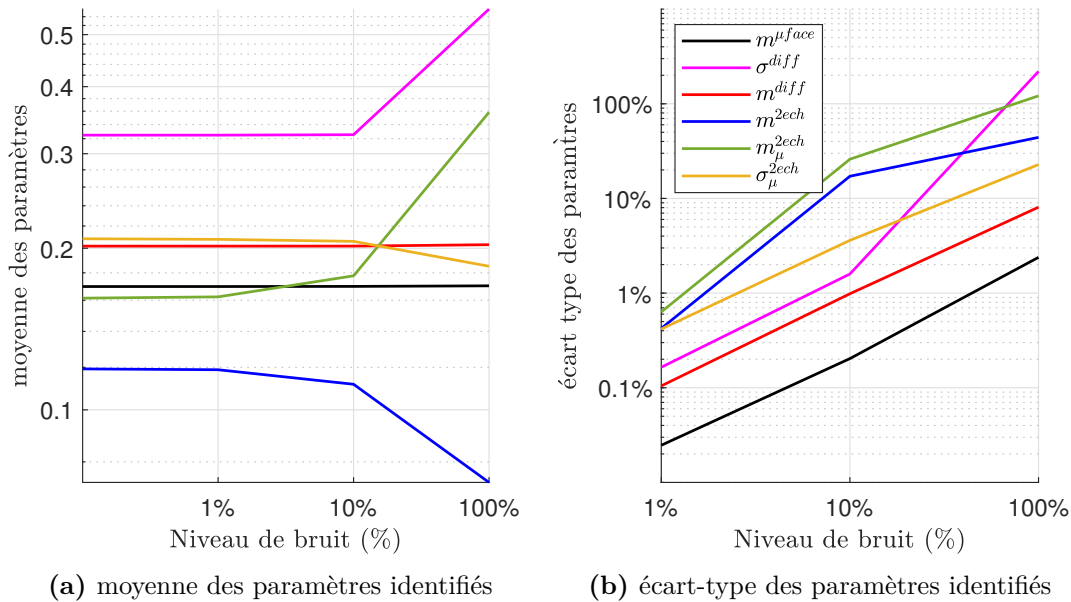 moyenne des paramètres
0.5
0.4
0.3
0.2
0.1
1%
10%
100%
Niveau de bruit (%)
(a) moyenne des paramètres identifiés
écart type des paramtres
100%
10%
1%
0.1%
m^{μface}
σ^{diff}
m^{diff}
m^{2ech}
m_μ^{2ech}
σ_μ^{2ech}
1%
10%
100%
Niveau de bruit (%)
(b) écart-type des paramètres identifiés